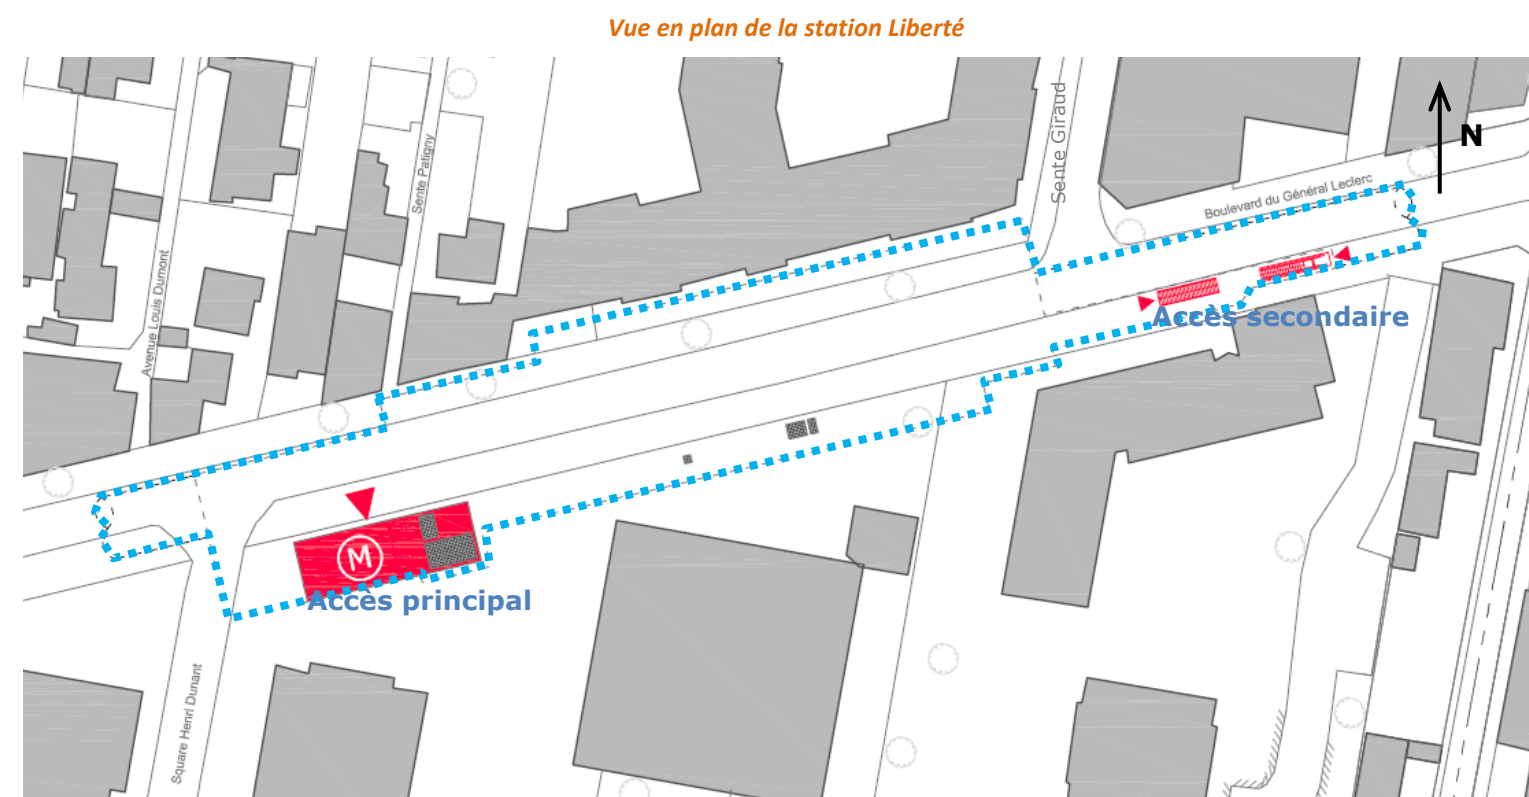 Vue en plan de la station Liberté
Sente Giraud
N
Sente Patigny
Boulevard du Général Leclerc
Avenue Louis Dumont
Accès secondaire
M
Accès principal
Square Henri Dunant